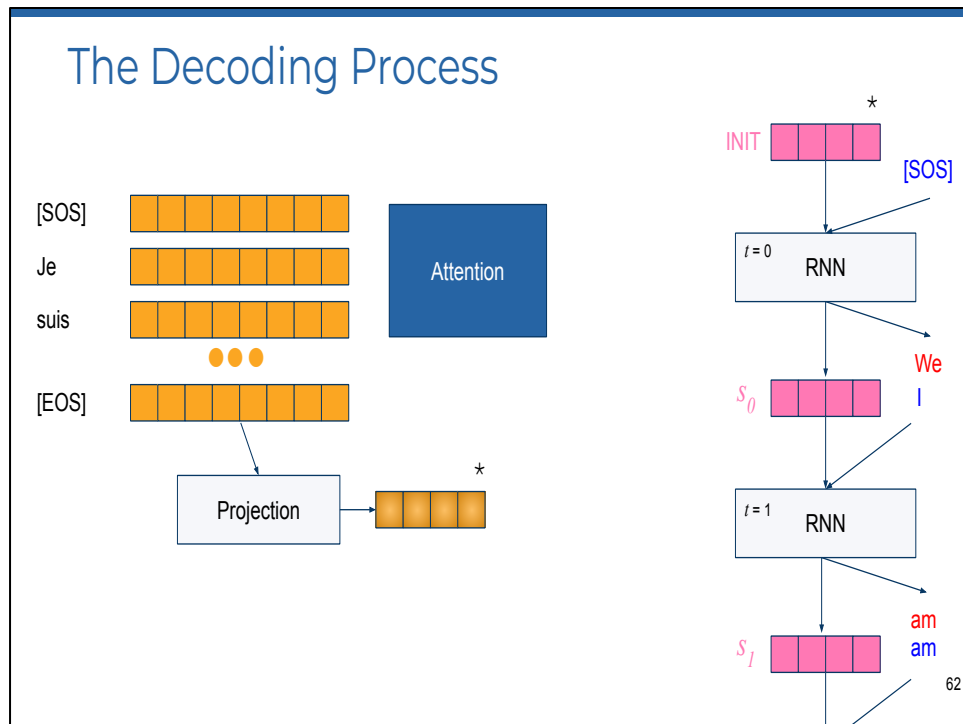 The Decoding Process
[SOS]
Je
suis
[EOS]
Attention
Projection
*
*
INIT
[SOS]
t = 0
RNN
We
I
s0
t = 1
RNN
am
am
s1
62